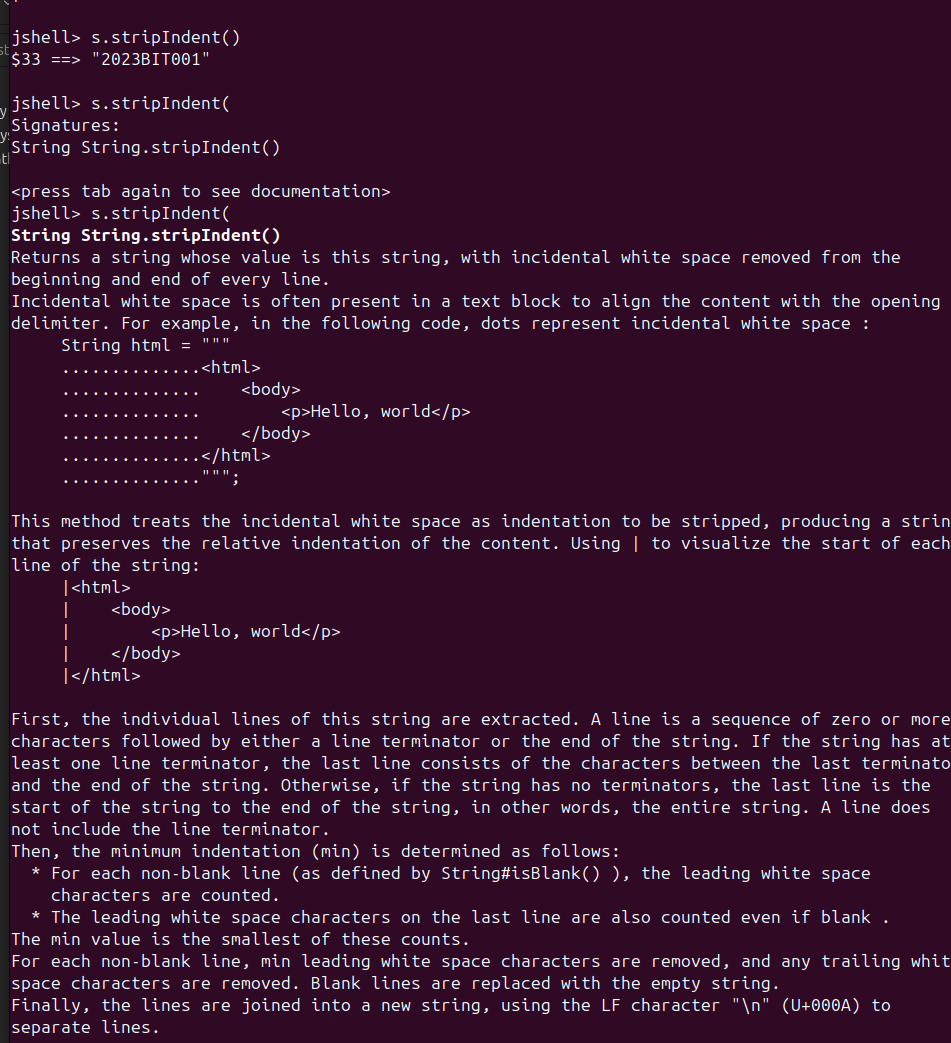 jshell> s.stripIndent()
$33 ==> "2023BIT001"
jshell> s.stripIndent(
Signatures:
String String.stripIndent()
<press tab again to see documentation>
jshell> s.stripIndent(
String String.stripIndent()
Returns a string whose value is this string, with incidental white space removed from the
beginning and end of every line.
Incidental white space is often present in a text block to align the content with the opening
delimiter. For example, in the following code, dots represent incidental white space :
     String html = """
     ..............<html>
     ..............    <body>
     ..............        <p>Hello, world</p>
     ..............    </body>
     ..............</html>
     ..............""";
This method treats the incidental white space as indentation to be stripped, producing a strin
that preserves the relative indentation of the content. Using | to visualize the start of each
line of the string:
     |<html>
     |    <body>
     |        <p>Hello, world</p>
     |    </body>
     |</html>
First, the individual lines of this string are extracted. A line is a sequence of zero or more
characters followed by either a line terminator or the end of the string. If the string has at
least one line terminator, the last line consists of the characters between the last terminato
and the end of the string. Otherwise, if the string has no terminators, the last line is the
start of the string to the end of the string, in other words, the entire string. A line does
not include the line terminator.
Then, the minimum indentation (min) is determined as follows:
  * For each non-blank line (as defined by String#isBlank() ), the leading white space
    characters are counted.
  * The leading white space characters on the last line are also counted even if blank .
The min value is the smallest of these counts.
For each non-blank line, min leading white space characters are removed, and any trailing whit
space characters are removed. Blank lines are replaced with the empty string.
Finally, the lines are joined into a new string, using the LF character "\n" (U+000A) to
separate lines.